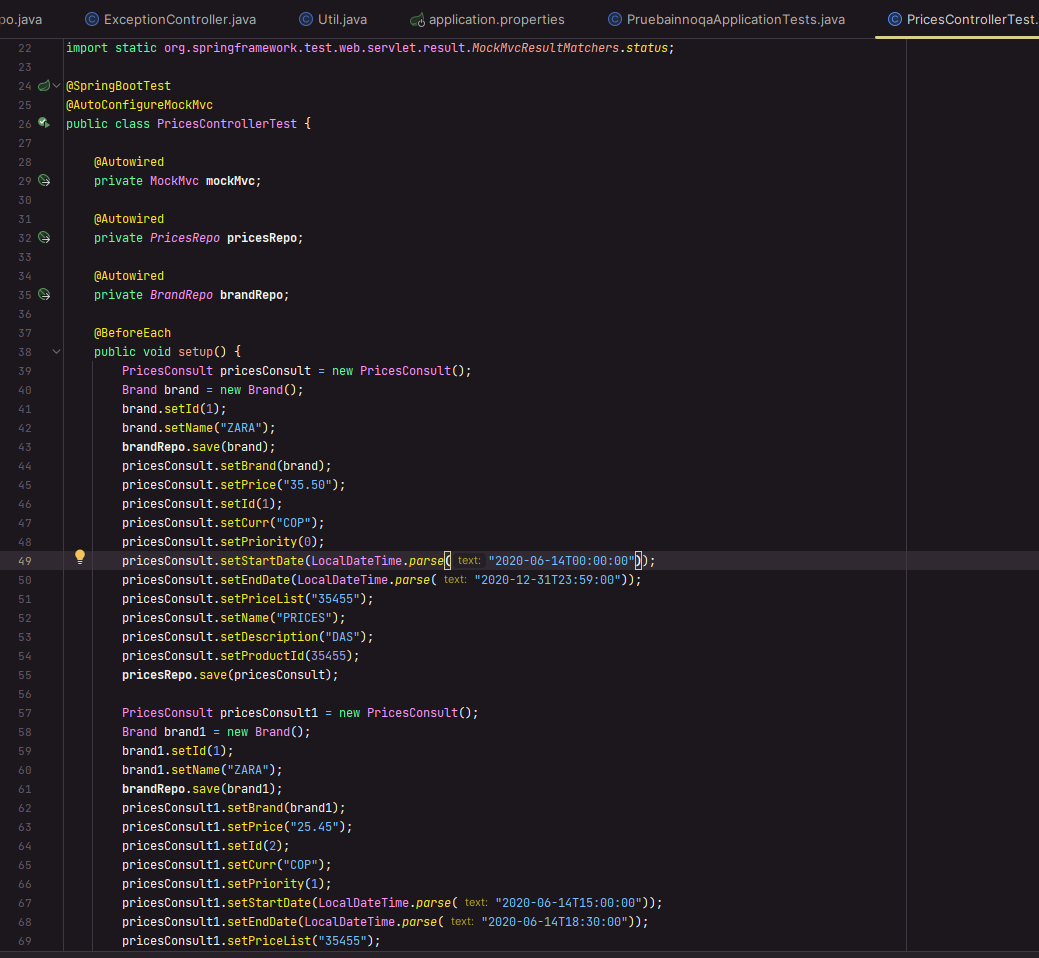 po.java ExceptionController.java Util.java application.properties PruebainnoqaApplicationTests.java PricesControllerTest.
22 import static org.springframework.test.web.servlet.result.MockMvcResultMatchers.status;
23
24 @SpringBootTest
25 @AutoConfigureMockMvc
26 public class PricesControllerTest {
27
28 @Autowired
29 private MockMvc mockMvc;
30
31 @Autowired
32 private PricesRepo pricesRepo;
33
34 @Autowired
35 private BrandRepo brandRepo;
36
37 @BeforeEach
38 public void setup() {
39 PricesConsult pricesConsult = new PricesConsult();
40 Brand brand = new Brand();
41 brand.setId(1);
42 brand.setName("ZARA");
43 brandRepo.save(brand);
44 pricesConsult.setBrand(brand);
45 pricesConsult.setPrice("35.50");
46 pricesConsult.setId(1);
47 pricesConsult.setCurr("COP");
48 pricesConsult.setPriority(0);
49 pricesConsult.setStartDate(LocalDateTime.parse( text: "2020-06-14T00:00:00"));
50 pricesConsult.setEndDate(LocalDateTime.parse( text: "2020-12-31T23:59:00"));
51 pricesConsult.setPriceList("35455");
52 pricesConsult.setName("PRICES");
53 pricesConsult.setDescription("DAS");
54 pricesConsult.setProductId(35455);
55 pricesRepo.save(pricesConsult);
56
57 PricesConsult pricesConsult1 = new PricesConsult();
58 Brand brand1 = new Brand();
59 brand1.setId(1);
60 brand1.setName("ZARA");
61 brandRepo.save(brand1);
62 pricesConsult1.setBrand(brand1);
63 pricesConsult1.setPrice("25.45");
64 pricesConsult1.setId(2);
65 pricesConsult1.setCurr("COP");
66 pricesConsult1.setPriority(1);
67 pricesConsult1.setStartDate(LocalDateTime.parse( text: "2020-06-14T15:00:00"));
68 pricesConsult1.setEndDate(LocalDateTime.parse( text: "2020-06-14T18:30:00"));
69 pricesConsult1.setPriceList("35455");